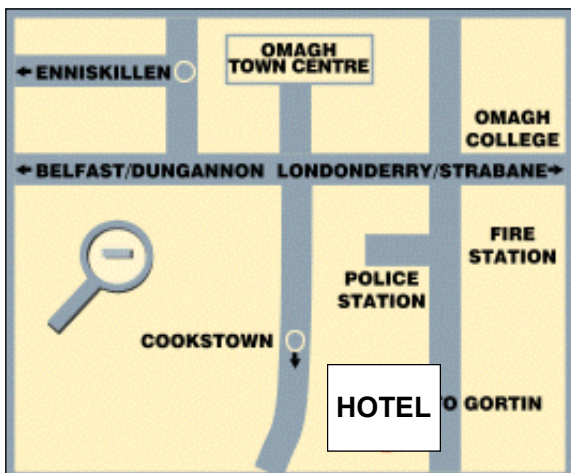 ENNISKILLEN
OMAGH
TOWN CENTRE
OMAGH
COLLEGE
BELFAST/DUNGANNON LONDONDERRY/STRABANE
FIRE
STATION
POLICE
STATION
COOKSTOWN
HOTEL
GORTIN